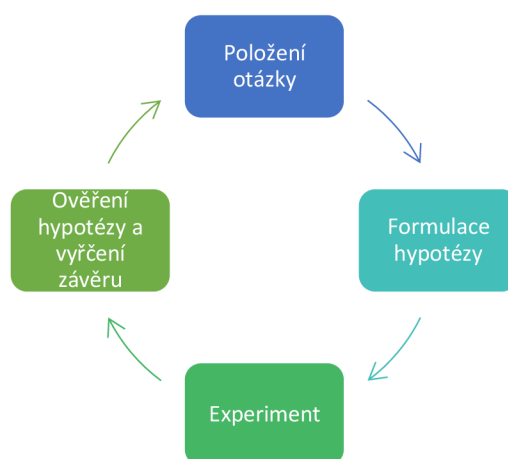 Položení
otázky
Formulace
hypotézy
Experiment
Ověření
hypotézy a
vyřčení
závěru